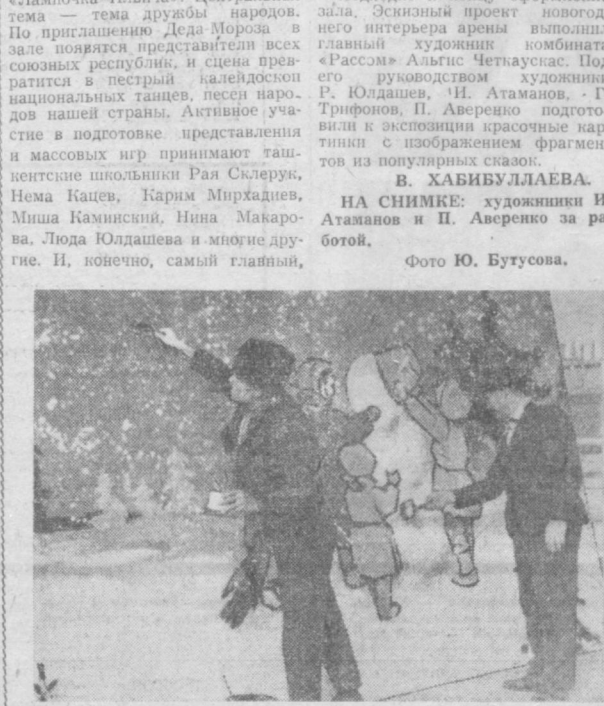 «Лампочка
тема — тема дружбы народов.
По приглашению Деда Мороза в
зале появятся представители всех
союзных республик, и сцена прев-
ратится в пестрый калейдоскоп
национальных танцев, песен наро-
дов нашей страны. Активное уча-
стие в подготовке представления
и массовых игр принимают таш-
кентские школьники Рая Склерук,
Нема Кацев, Карим Мирхадиев,
Миша Каминский, Нина Макаро-
ва, Люда Юлдашева и многие дру-
гие. И, конечно, самый главный,
зала. Эскизный проект новогод-
него интерьера арены выполнил
главный художник комбината
«Рассом» Альгис Четкаускас. Под
его руководством художники
Р. Юлдашев, И. Атаманов, Г.
Трифонов, П. Аверенко подгото-
вили к экспозиции красочные кар-
тинки с изображением фрагмен-
тов из популярных сказок.
В. ХАБИБУЛЛАЕВА.
НА СНИМКЕ: художники И.
Атаманов и П. Аверенко за ра-
ботой.
Фото Ю. Бутусова.